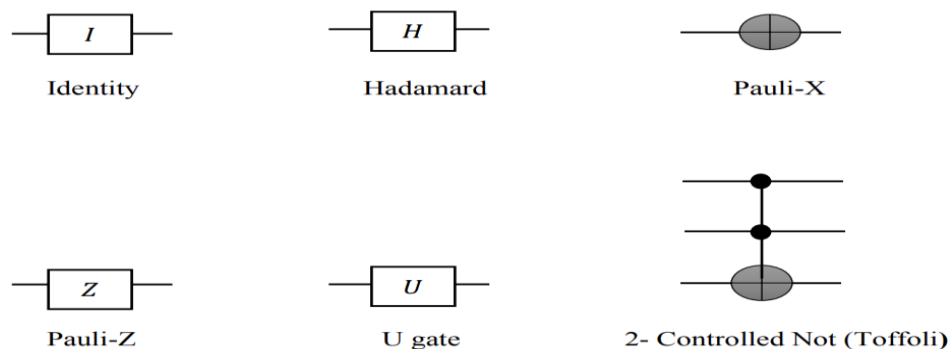 I
H
Identity
Hadamard
Pauli-X
Z
U
Pauli-Z
U gate
2- Controlled Not (Toffoli)